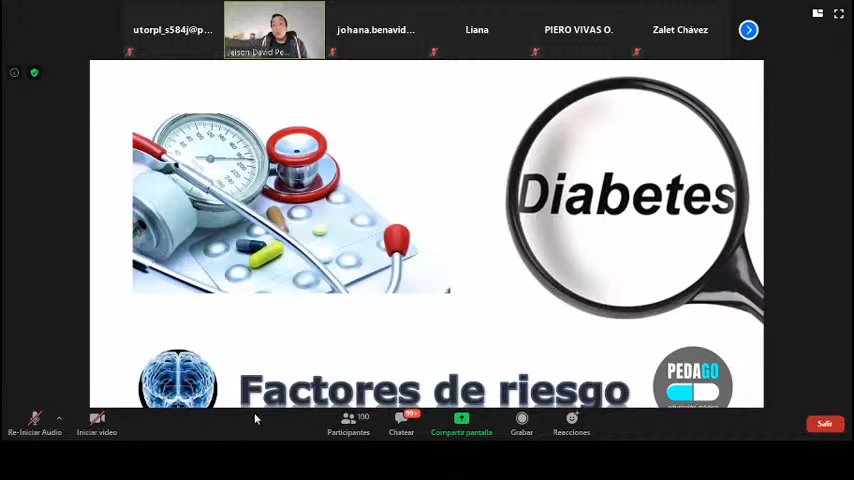 utorpl_s584j@p...
johana.benavid...
Liana
PIERO VIVAS O.
Zalet Chávez
Jeison David Pe...
Diabetes
Factores de riesgo
PEDAGO
Re-Iniciar Audio
Iniciar video
100
Participantes
99+
Chatear
Compartir pantalla
Grabar
Reacciones
Salir